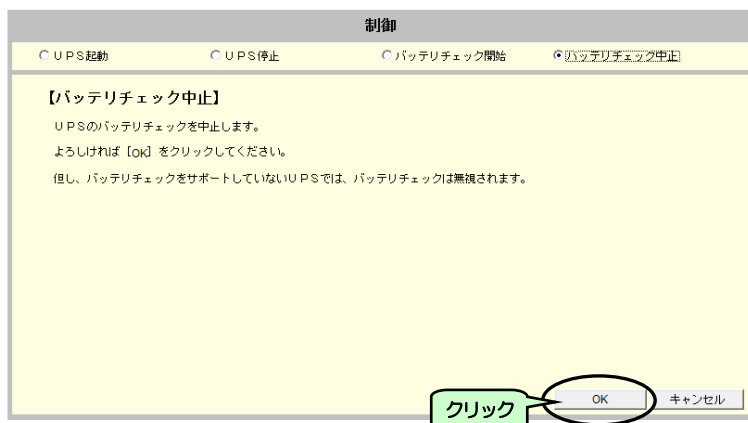 制御
ＵＰＳ起動 ＵＰＳ停止 バッテリチェック開始 バッテリチェック中止
【バッテリチェック中止】
ＵＰＳのバッテリチェックを中止します。
よろしければ［OK］をクリックしてください。
但し、バッテリチェックをサポートしていないＵＰＳでは、バッテリチェックは無視されます。
クリック OK キャンセル